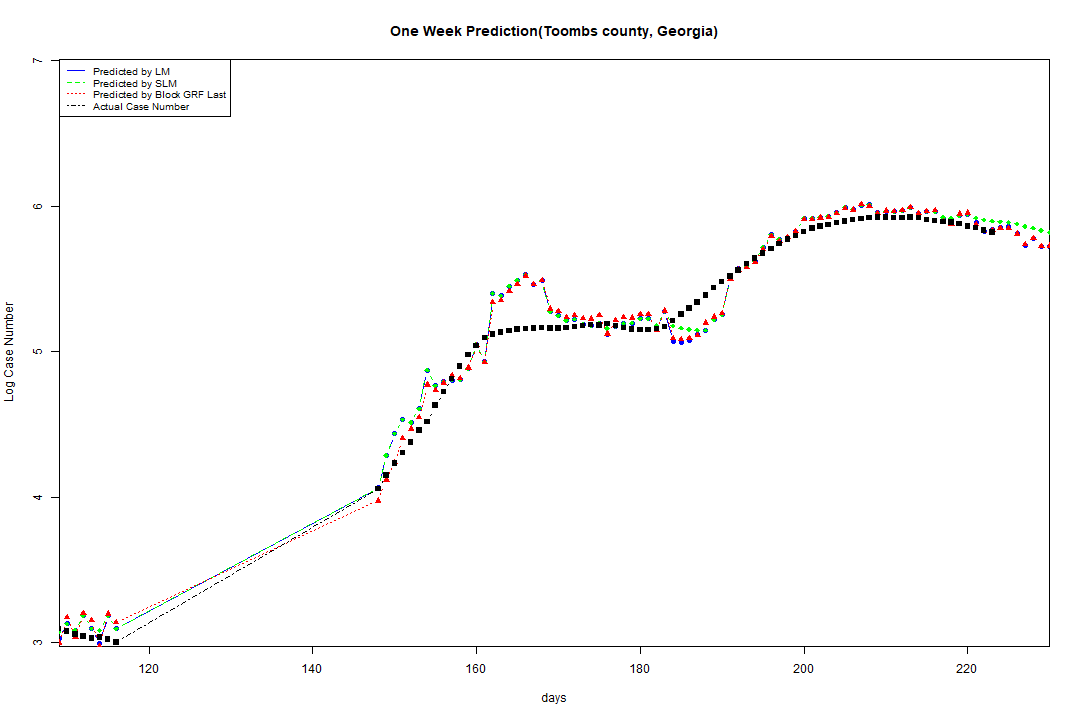 One Week Prediction(Toombs county, Georgia)
Predicted by LM
Predicted by SLM
Predicted by Block GRF Last
Actual Case Number
7
6
5
4
3
Log Case Number
120 140 160 180 200 220
days